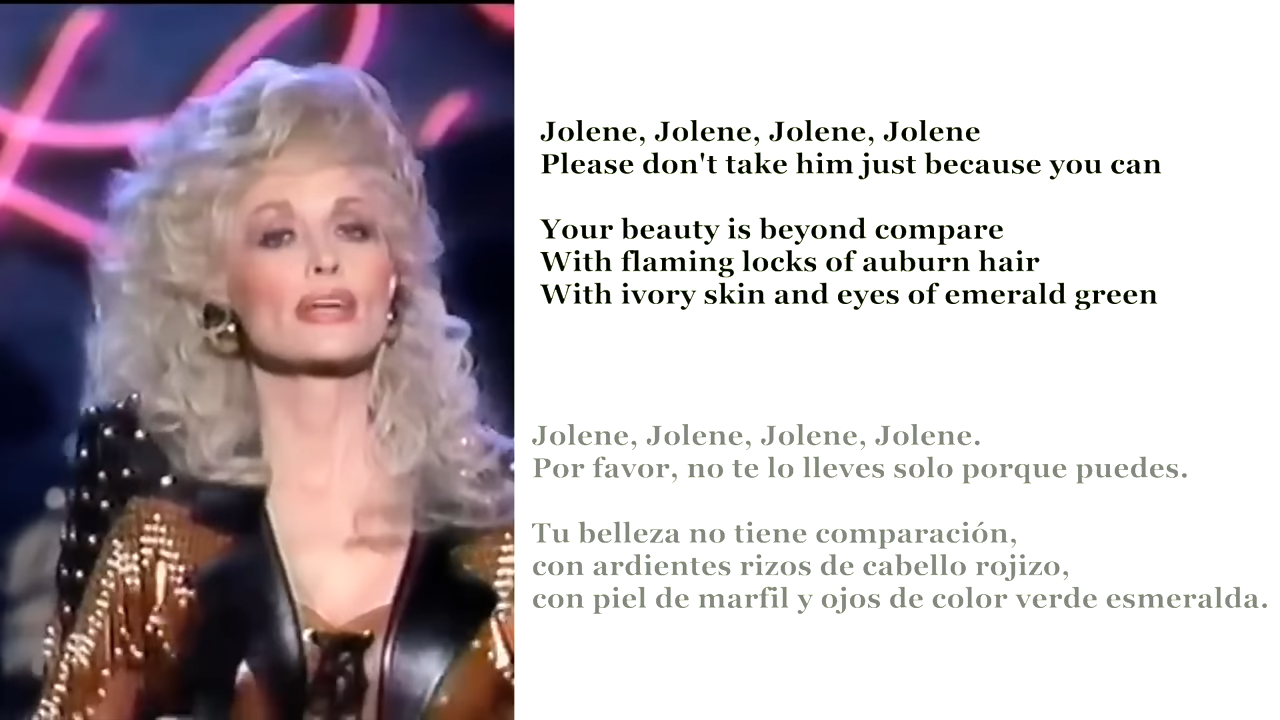 Jolene, Jolene, Jolene, Jolene
Please don't take him just because you can
Your beauty is beyond compare
With flaming locks of auburn hair
With ivory skin and eyes of emerald green
Jolene, Jolene, Jolene, Jolene.
Por favor, no te lo lleves solo porque puedes.
Tu belleza no tiene comparación,
con ardientes rizos de cabello rojizo,
con piel de marfil y ojos de color verde esmeralda.